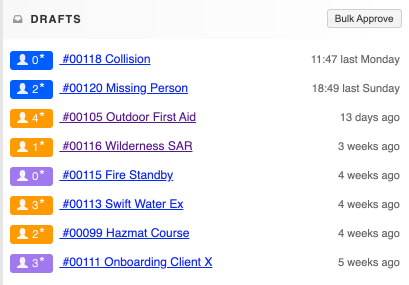 DRAFTS Bulk Approve
0* #00118 Collision 11:47 last Monday
2* #00120 Missing Person 18:49 last Sunday
4* #00105 Outdoor First Aid 13 days ago
1* #00116 Wilderness SAR 3 weeks ago
0* #00115 Fire Standby 4 weeks ago
3* #00113 Swift Water Ex 4 weeks ago
2* #00099 Hazmat Course 4 weeks ago
3* #00111 Onboarding Client X 5 weeks ago